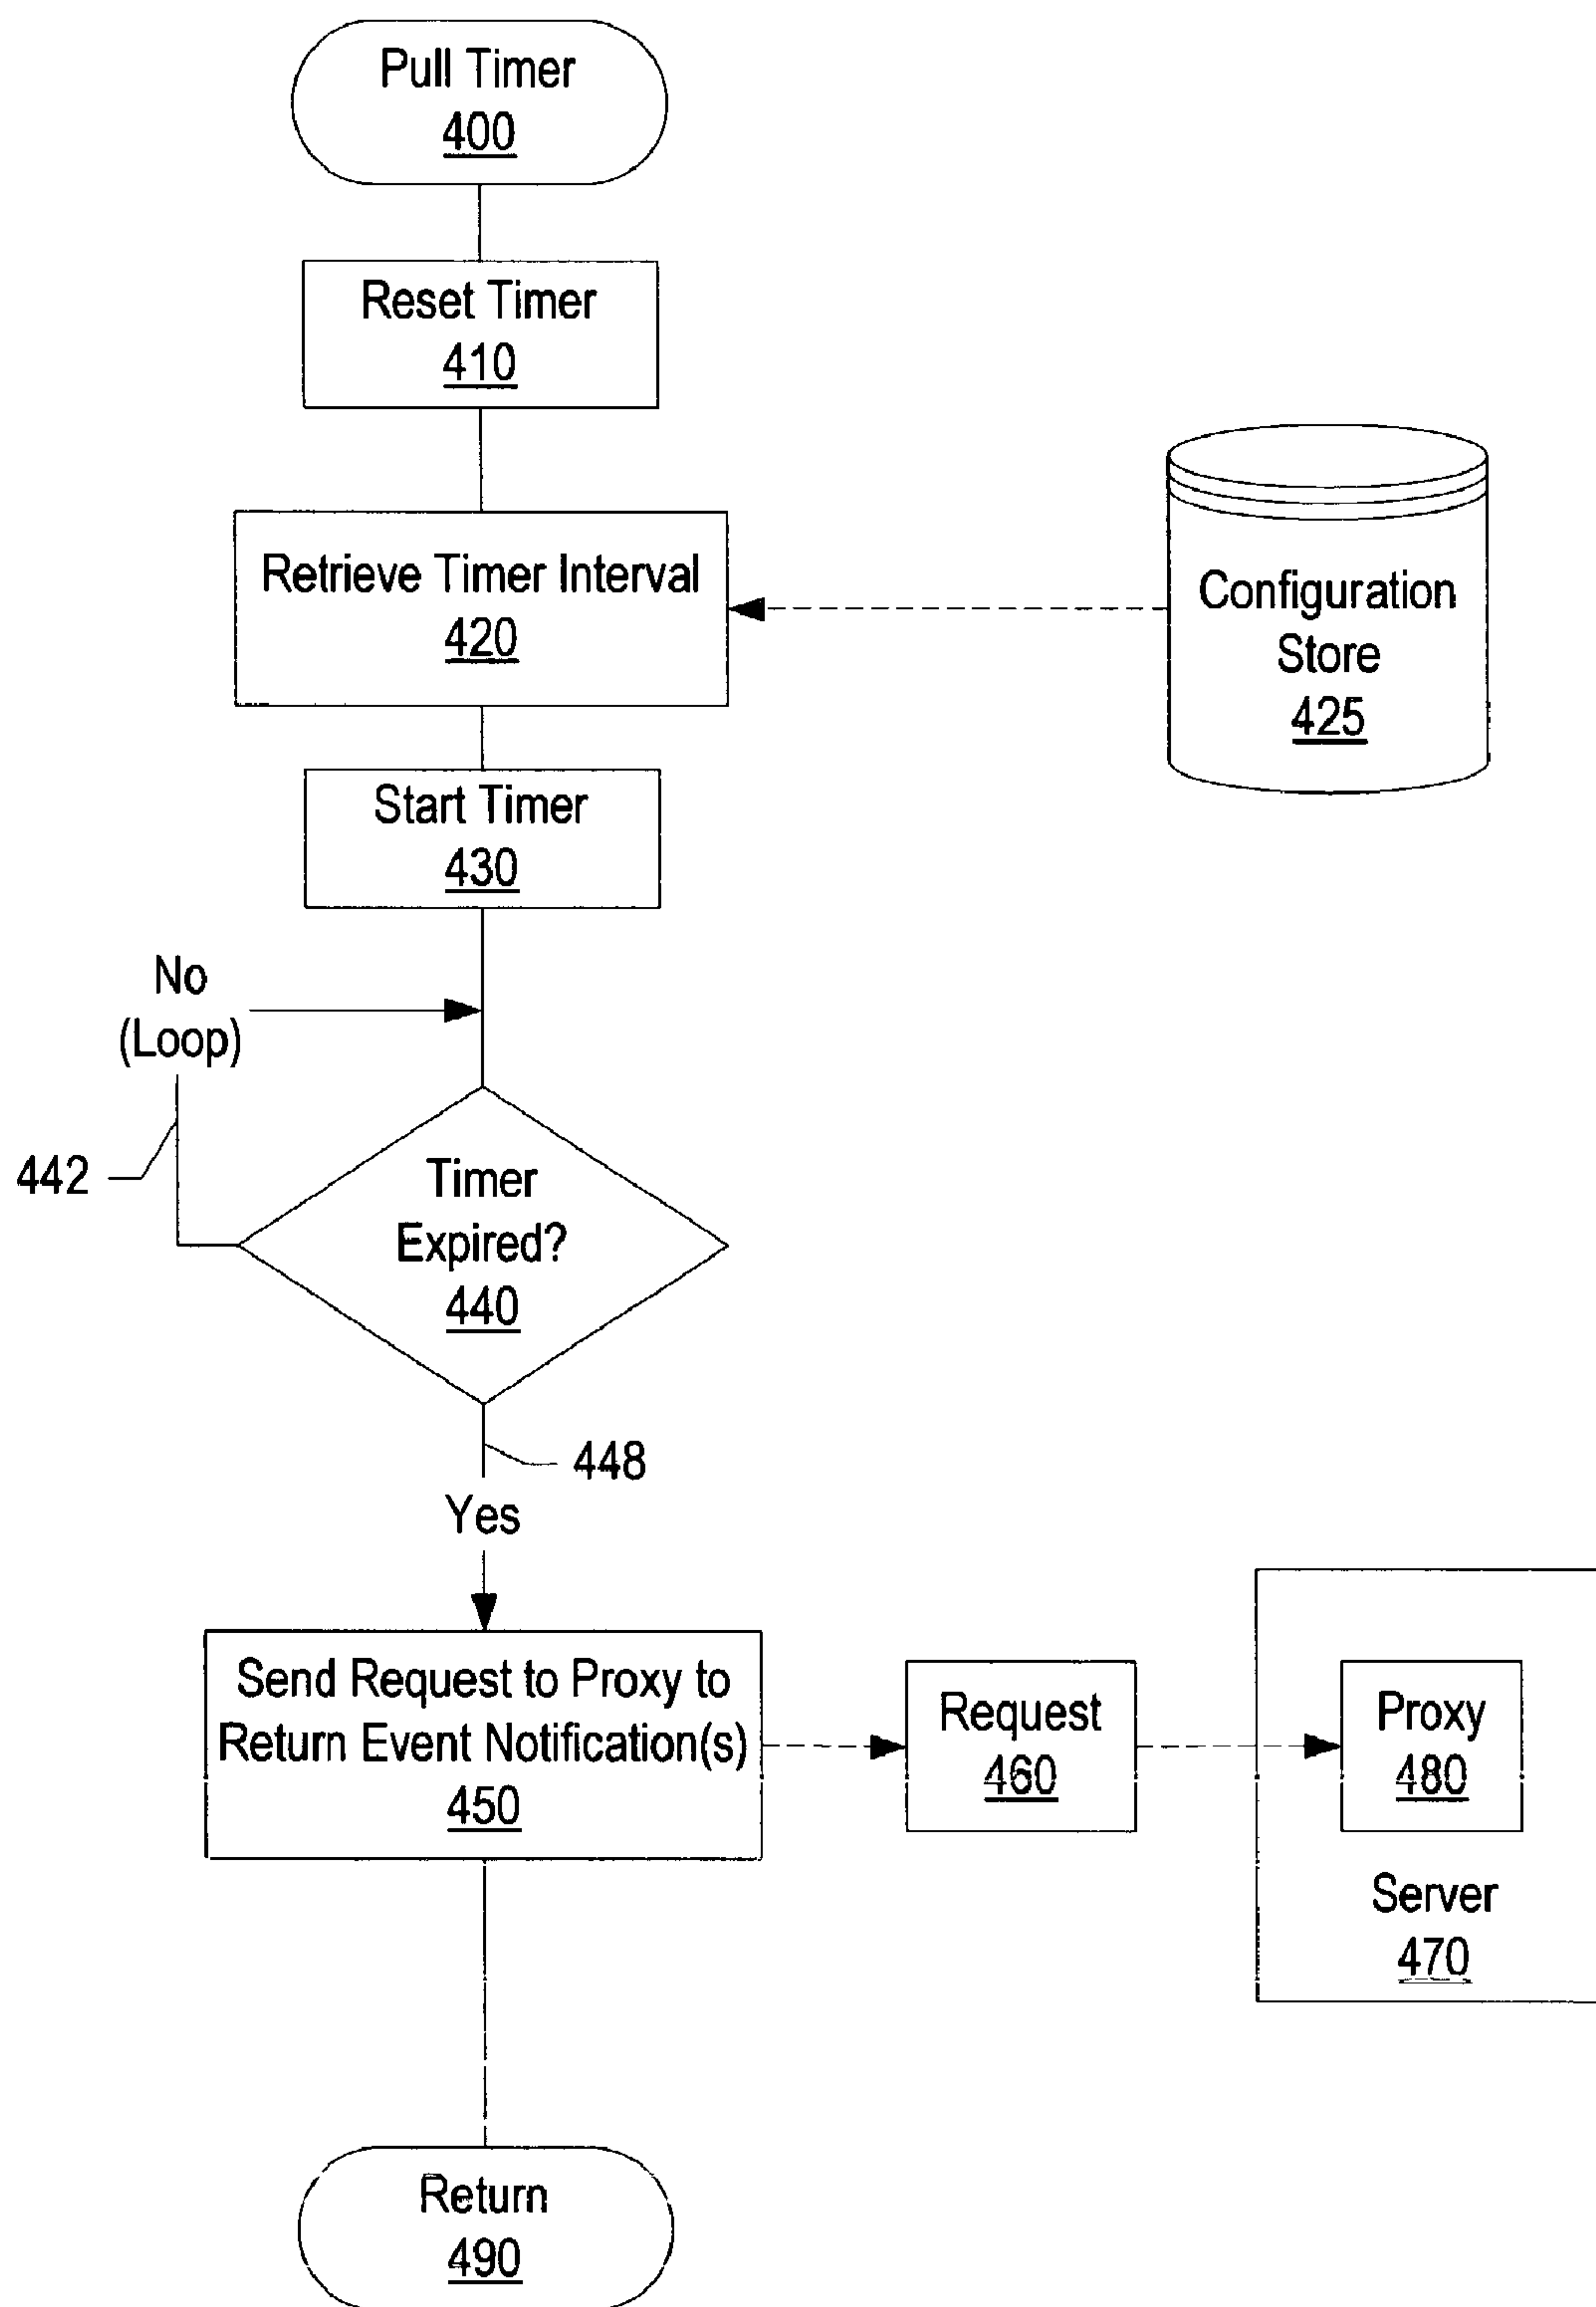 Pull Timer
400
Reset Timer
410
Retrieve Timer Interval
420
Configuration
Store
425
Start Timer
430
No
(Loop)
442
Timer
Expired?
440
448
Yes
Send Request to Proxy to
Return Event Notification(s)
450
Request
460
Proxy
480
Server
470
Return
490